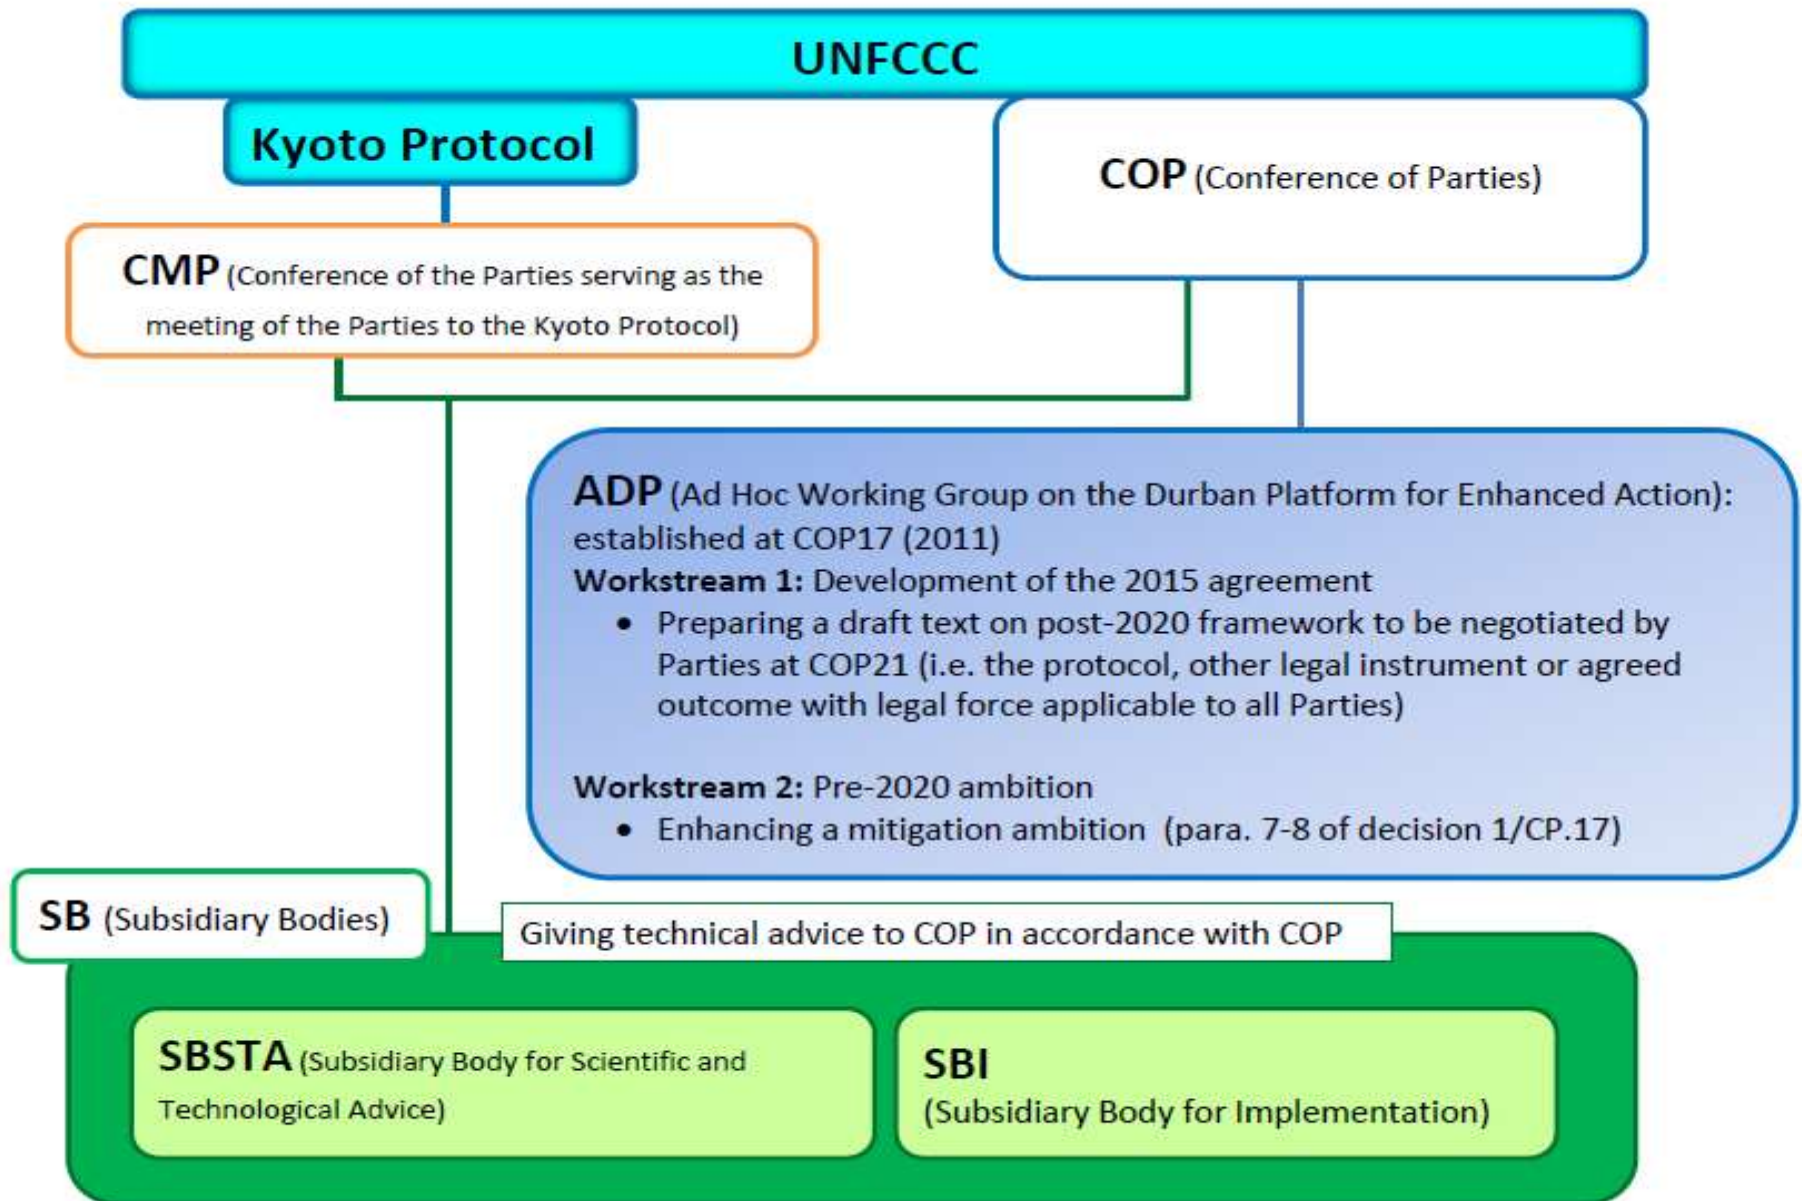 UNFCCC
Kyoto Protocol
COP (Conference of Parties)
CMP (Conference of the Parties serving as the
meeting of the Parties to the Kyoto Protocol)
ADP (Ad Hoc Working Group on the Durban Platform for Enhanced Action):
established at COP17 (2011)
Workstream 1: Development of the 2015 agreement
• Preparing a draft text on post-2020 framework to be negotiated by
Parties at COP21 (i.e. the protocol, other legal instrument or agreed
outcome with legal force applicable to all Parties)
Workstream 2: Pre-2020 ambition
• Enhancing a mitigation ambition (para. 7-8 of decision 1/CP.17)
SB (Subsidiary Bodies)
Giving technical advice to COP in accordance with COP
SBSTA (Subsidiary Body for Scientific and
Technological Advice)
SBI
(Subsidiary Body for Implementation)